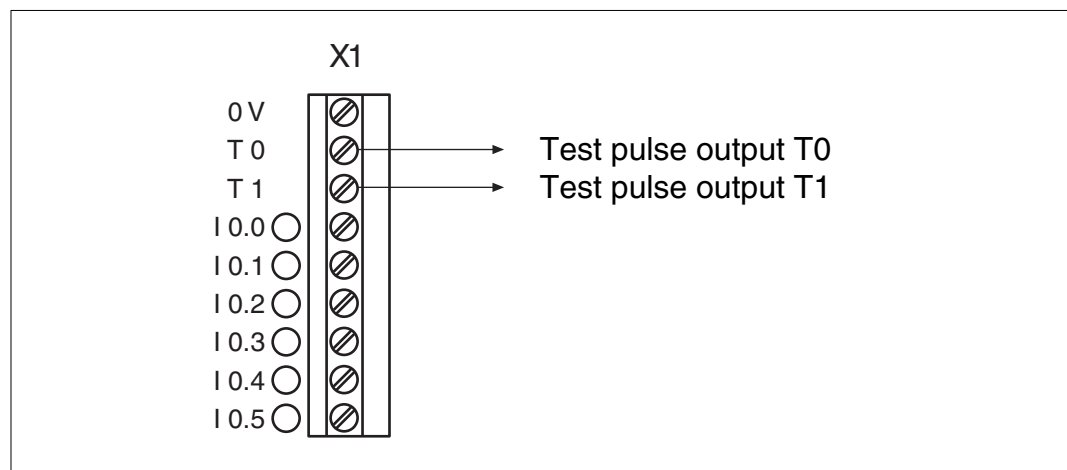 X1
0 V
T 0 Test pulse output T0
T 1 Test pulse output T1
I 0.0
I 0.1
I 0.2
I 0.3
I 0.4
I 0.5